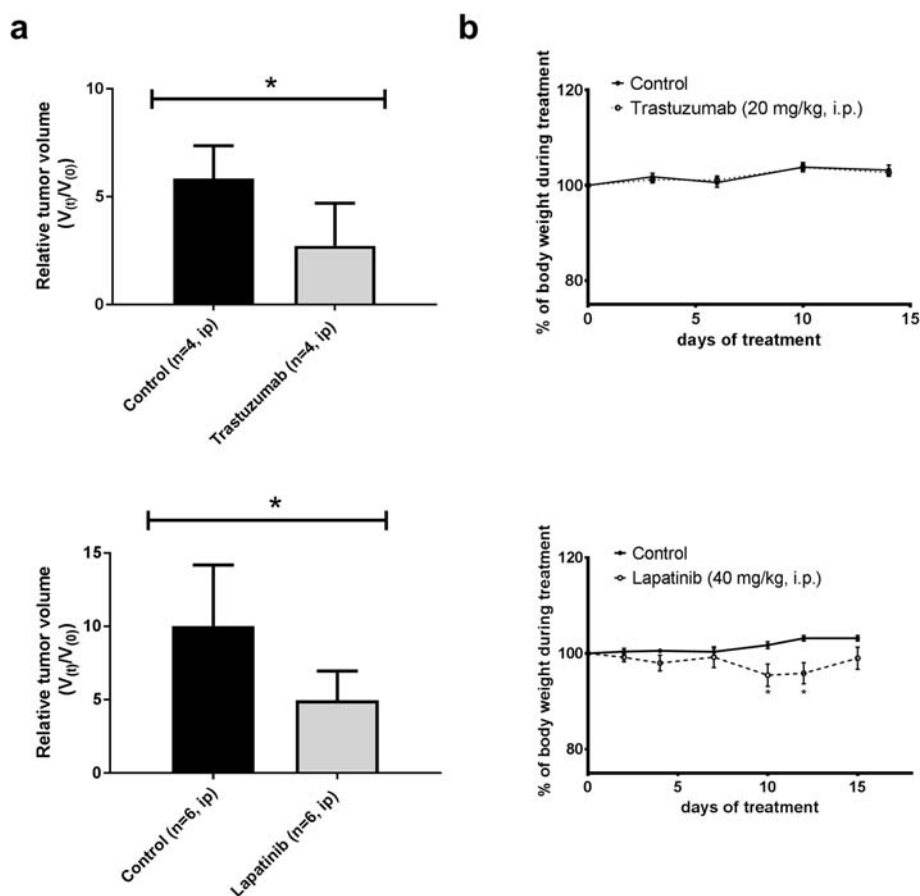 a
*
10
5
0
Relative tumor volume
(V(t)/V(0))
Control (n=4, ip)
Trastuzumab (n=4, ip)
b
Control
Trastuzumab (20 mg/kg, i.p.)
120
100
80
% of body weight during treatment
0 5 10 15
days of treatment
*
15
10
5
0
Relative tumor volume
(V(t)/V(0))
Control (n=6, ip)
Lapatinib (n=6, ip)
Control
Lapatinib (40 mg/kg, i.p.)
120
100
80
% of body weight during treatment
* *
0 5 10 15
days of treatment